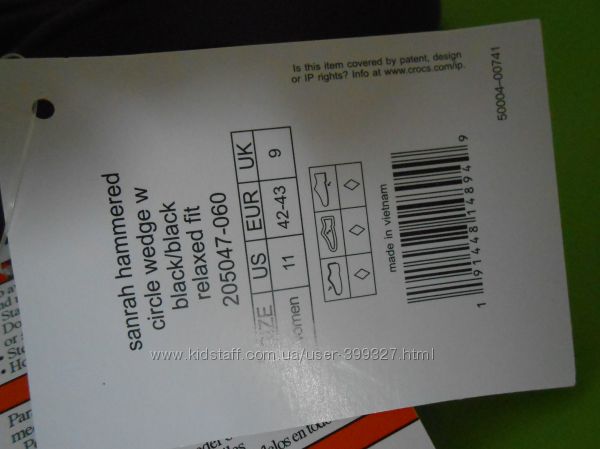 Is this item covered by patent, design
or IP rights? Info at www.crocs.com/ip.
50004-00741
sanrah hammered
circle wedge w
black/black
relaxed fit
205047-060
US EUR UK
women 11 42-43 9
made in vietnam
1 91448 14894 9
www.kidstaff.com.ua/user-399327.html